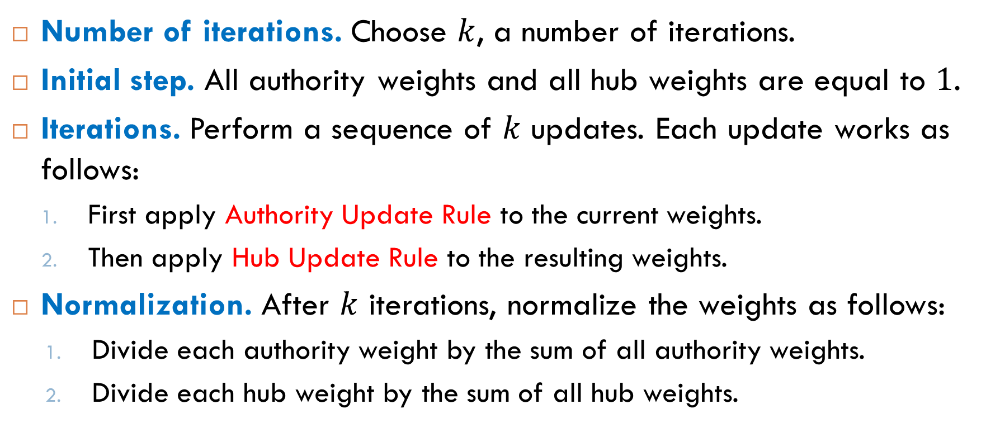 □ Number of iterations. Choose k, a number of iterations.
□ Initial step. All authority weights and all hub weights are equal to 1.
□ Iterations. Perform a sequence of k updates. Each update works as
follows:
1. First apply Authority Update Rule to the current weights.
2. Then apply Hub Update Rule to the resulting weights.
□ Normalization. After k iterations, normalize the weights as follows:
1. Divide each authority weight by the sum of all authority weights.
2. Divide each hub weight by the sum of all hub weights.